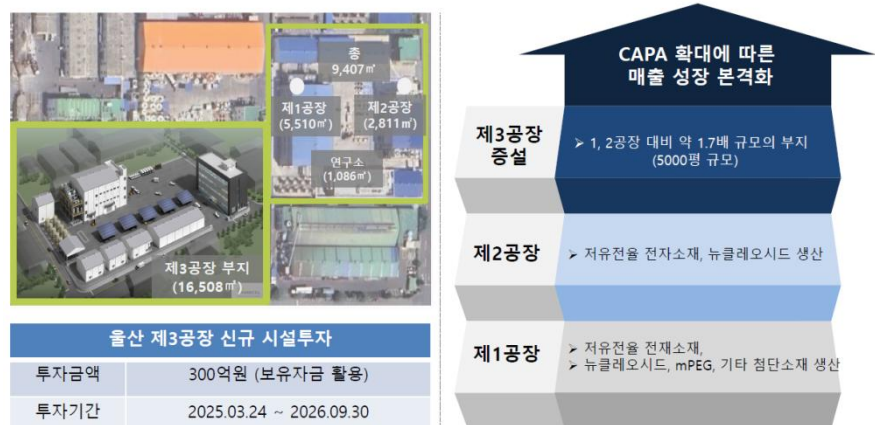 총
9,407㎡
제1공장
(5,510㎡)
제2공장
(2,811㎡)
연구소
(1,086㎡)
제3공장 부지
(16,508㎡)
울산 제3공장 신규 시설투자
투자금액 300억원 (보유자금 활용)
투자기간 2025.03.24 ~ 2026.09.30
CAPA 확대에 따른
매출 성장 본격화
제3공장
증설
➢ 1, 2공장 대비 약 1.7배 규모의 부지
(5000평 규모)
제2공장
➢ 저유전율 전자소재, 뉴클레오시드 생산
제1공장
➢ 저유전율 전재소재,
➢ 뉴클레오시드, mPEG, 기타 첨단소재 생산